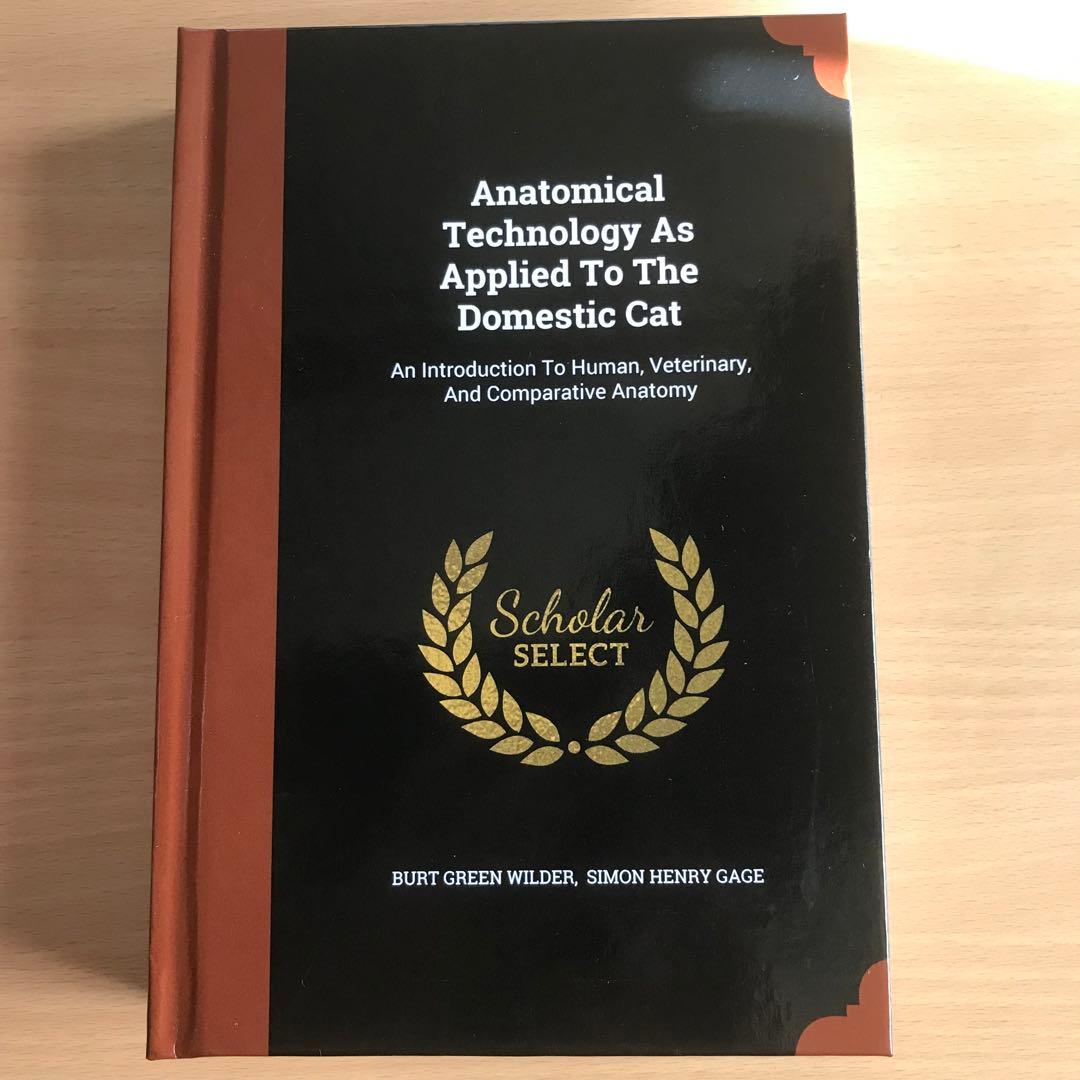 Anatomical
Technology As
Applied To The
Domestic Cat
An Introduction To Human, Veterinary,
And Comparative Anatomy
Scholar
SELECT
BURT GREEN WILDER, SIMON HENRY GAGE